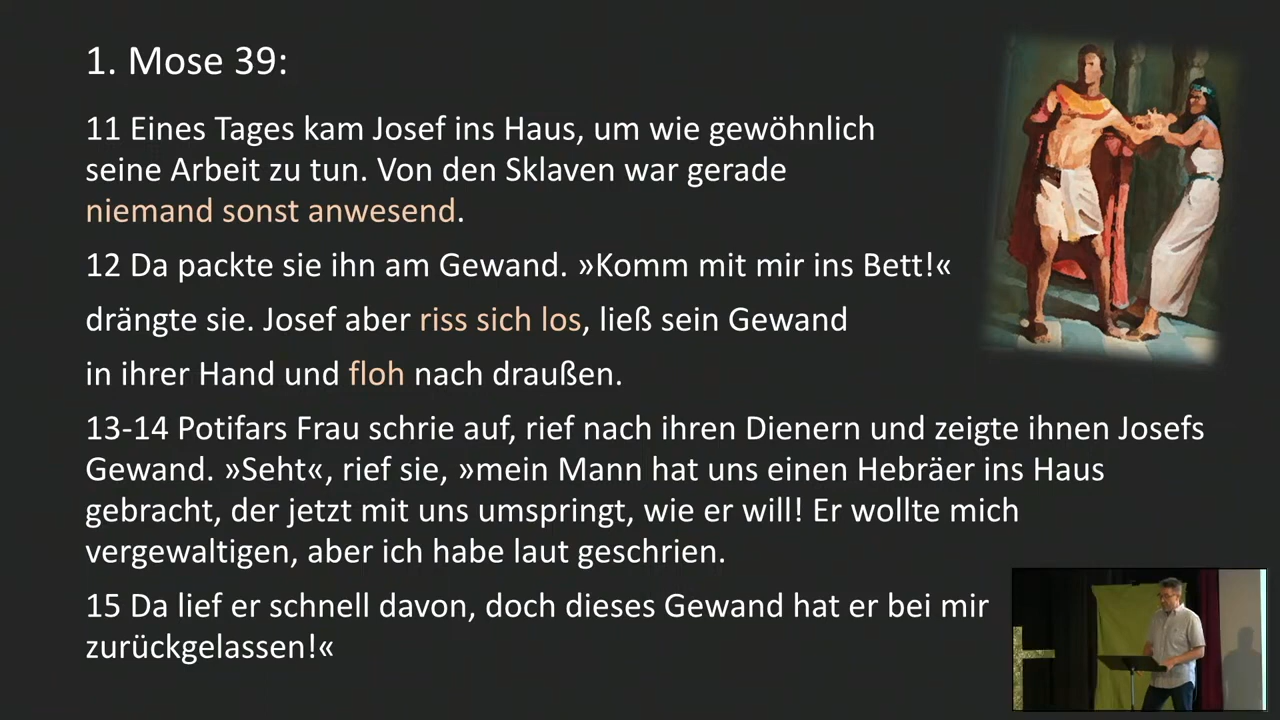 1. Mose 39:
11 Eines Tages kam Josef ins Haus, um wie gewöhnlich
seine Arbeit zu tun. Von den Sklaven war gerade
niemand sonst anwesend.
12 Da packte sie ihn am Gewand. »Komm mit mir ins Bett!«
drängte sie. Josef aber riss sich los, ließ sein Gewand
in ihrer Hand und floh nach draußen.
13-14 Potifars Frau schrie auf, rief nach ihren Dienern und zeigte ihnen Josefs
Gewand. »Seht«, rief sie, »mein Mann hat uns einen Hebräer ins Haus
gebracht, der jetzt mit uns umspringt, wie er will! Er wollte mich
vergewaltigen, aber ich habe laut geschrien.
15 Da lief er schnell davon, doch dieses Gewand hat er bei mir
zurückgelassen!«